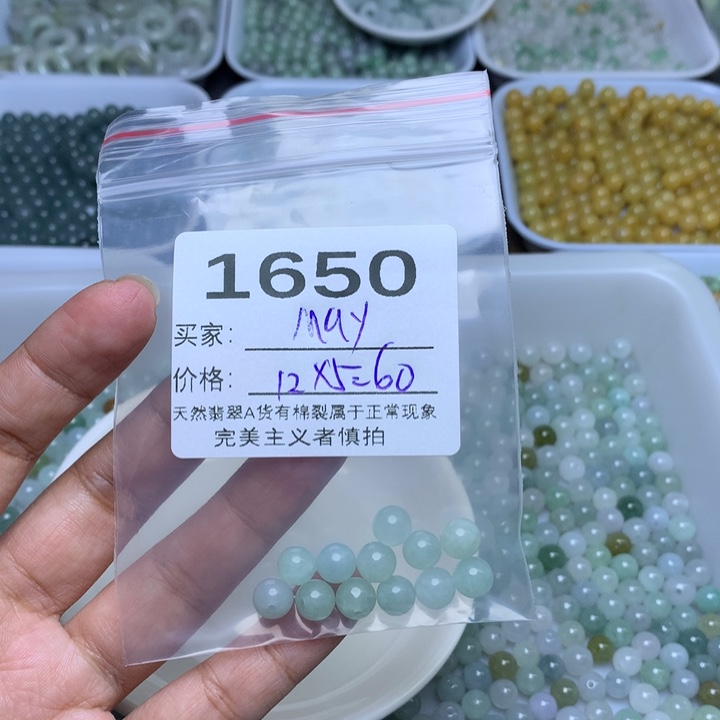 1650
买家: May
价格: 12X5=60
天然翡翠A货有棉裂属于正常现象
完美主义者慎拍